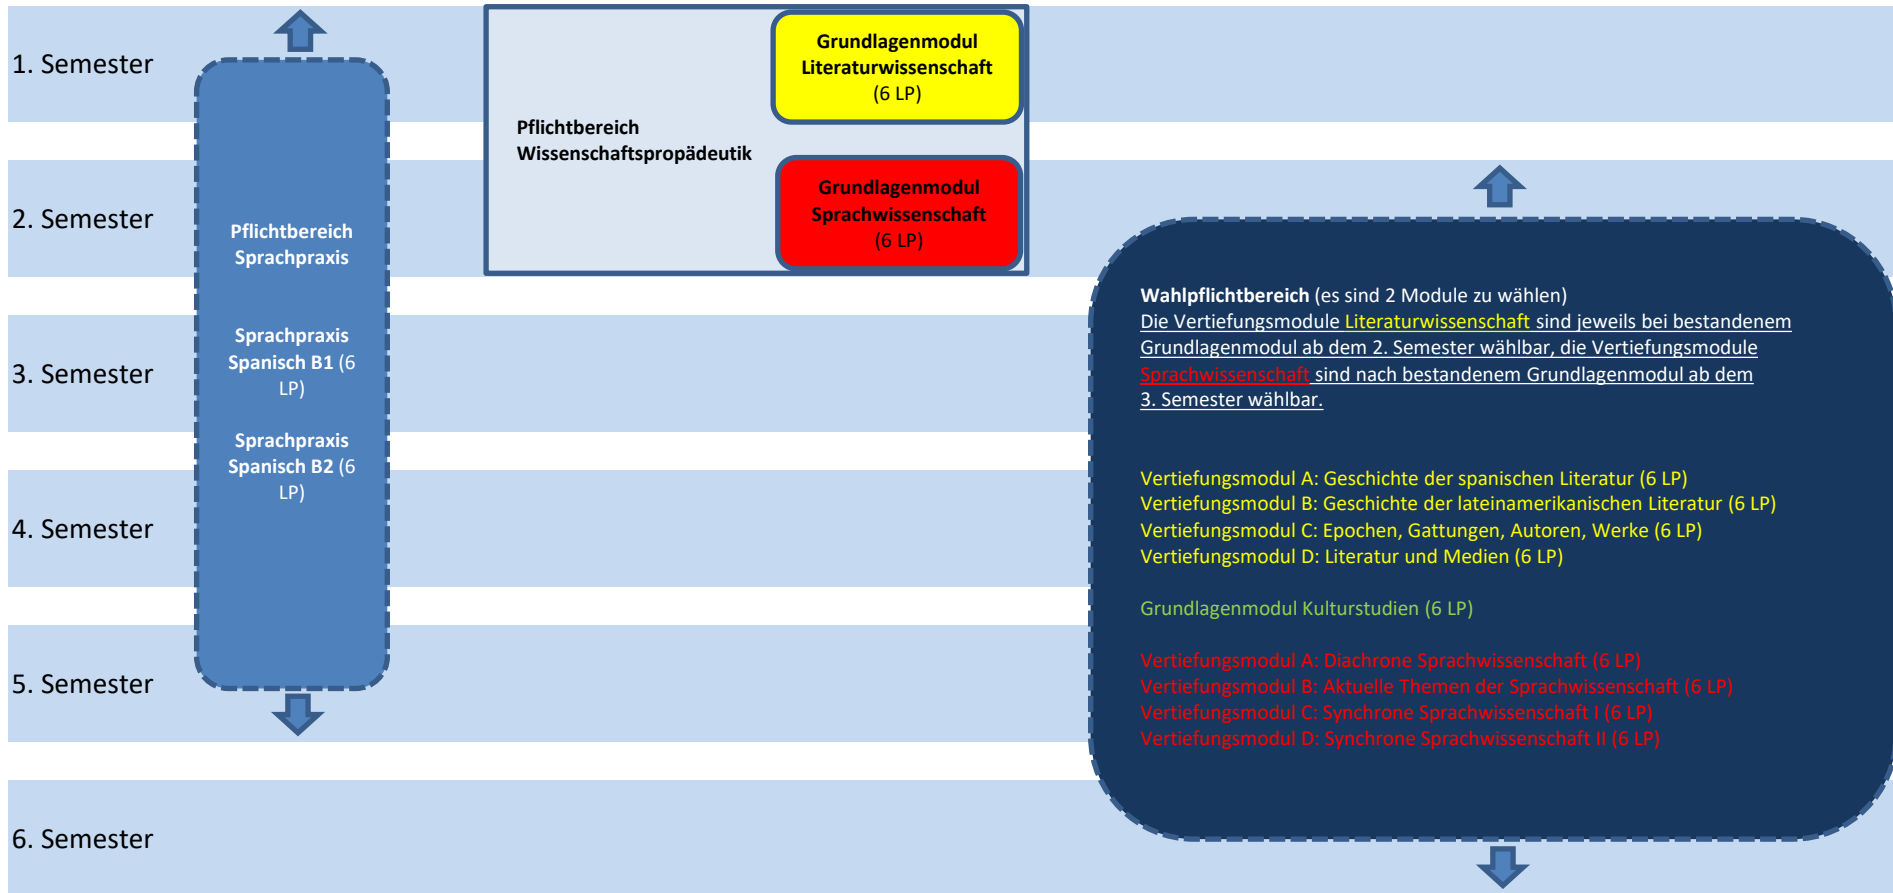 1. Semester
2. Semester
3. Semester
4. Semester
5. Semester
6. Semester
Pflichtbereich
Sprachpraxis
Sprachpraxis
Spanisch B1 (6
LP)
Sprachpraxis
Spanisch B2 (6
LP)
Pflichtbereich
Wissenschaftspropädeutik
Grundlagenmodul
Literaturwissenschaft
(6 LP)
Grundlagenmodul
Sprachwissenschaft
(6 LP)
Wahlpflichtbereich (es sind 2 Module zu wählen)
Die Vertiefungsmodule Literaturwissenschaft sind jeweils bei bestandenem
Grundlagenmodul ab dem 2. Semester wählbar, die Vertiefungsmodule
Sprachwissenschaft sind nach bestandenem Grundlagenmodul ab dem
3. Semester wählbar.
Vertiefungsmodul A: Geschichte der spanischen Literatur (6 LP)
Vertiefungsmodul B: Geschichte der lateinamerikanischen Literatur (6 LP)
Vertiefungsmodul C: Epochen, Gattungen, Autoren, Werke (6 LP)
Vertiefungsmodul D: Literatur und Medien (6 LP)
Grundlagenmodul Kulturstudien (6 LP)
Vertiefungsmodul A: Diachrone Sprachwissenschaft (6 LP)
Vertiefungsmodul B: Aktuelle Themen der Sprachwissenschaft (6 LP)
Vertiefungsmodul C: Synchrone Sprachwissenschaft I (6 LP)
Vertiefungsmodul D: Synchrone Sprachwissenschaft II (6 LP)